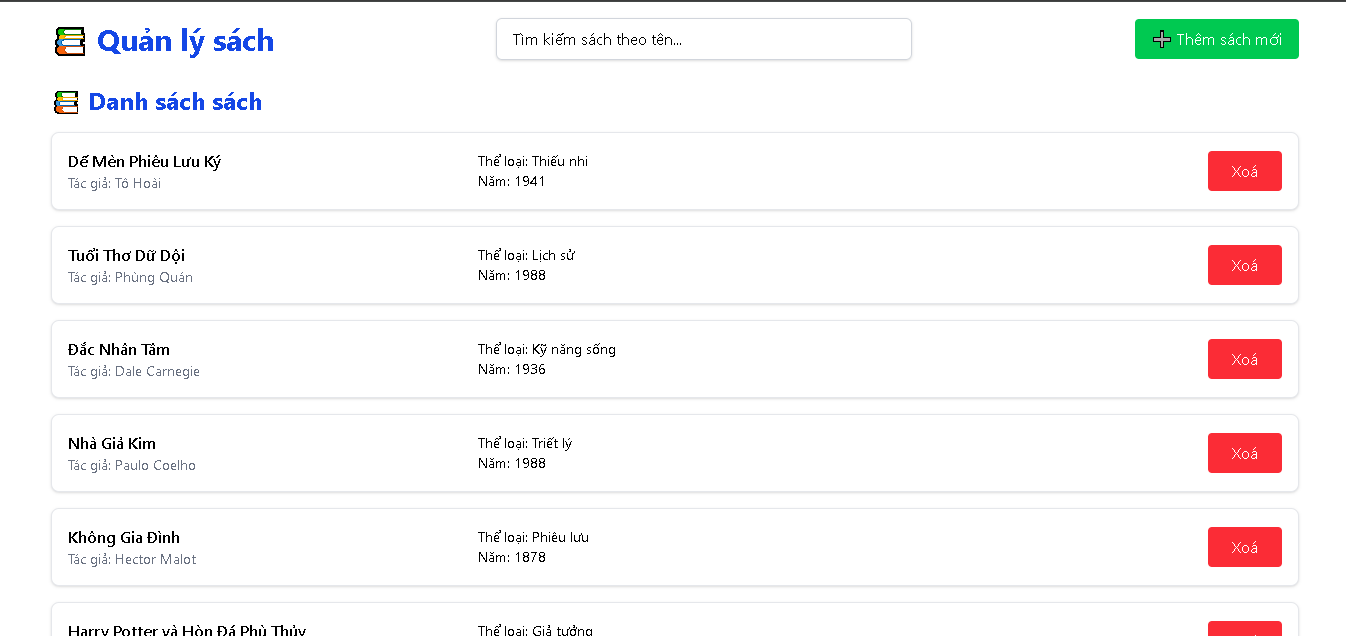 Quản lý sách
Tìm kiếm sách theo tên...
Thêm sách mới
Danh sách sách
Dế Mèn Phiêu Lưu Ký
Tác giả: Tô Hoài
Thể loại: Thiếu nhi
Năm: 1941
Xoá
Tuổi Thơ Dữ Dội
Tác giả: Phùng Quán
Thể loại: Lịch sử
Năm: 1988
Xoá
Đắc Nhân Tâm
Tác giả: Dale Carnegie
Thể loại: Kỹ năng sống
Năm: 1936
Xoá
Nhà Giả Kim
Tác giả: Paulo Coelho
Thể loại: Triết lý
Năm: 1988
Xoá
Không Gia Đình
Tác giả: Hector Malot
Thể loại: Phiêu lưu
Năm: 1878
Xoá
Harry Potter và Hòn Đá Phù Thủy
Thể loại: Giả tưởng